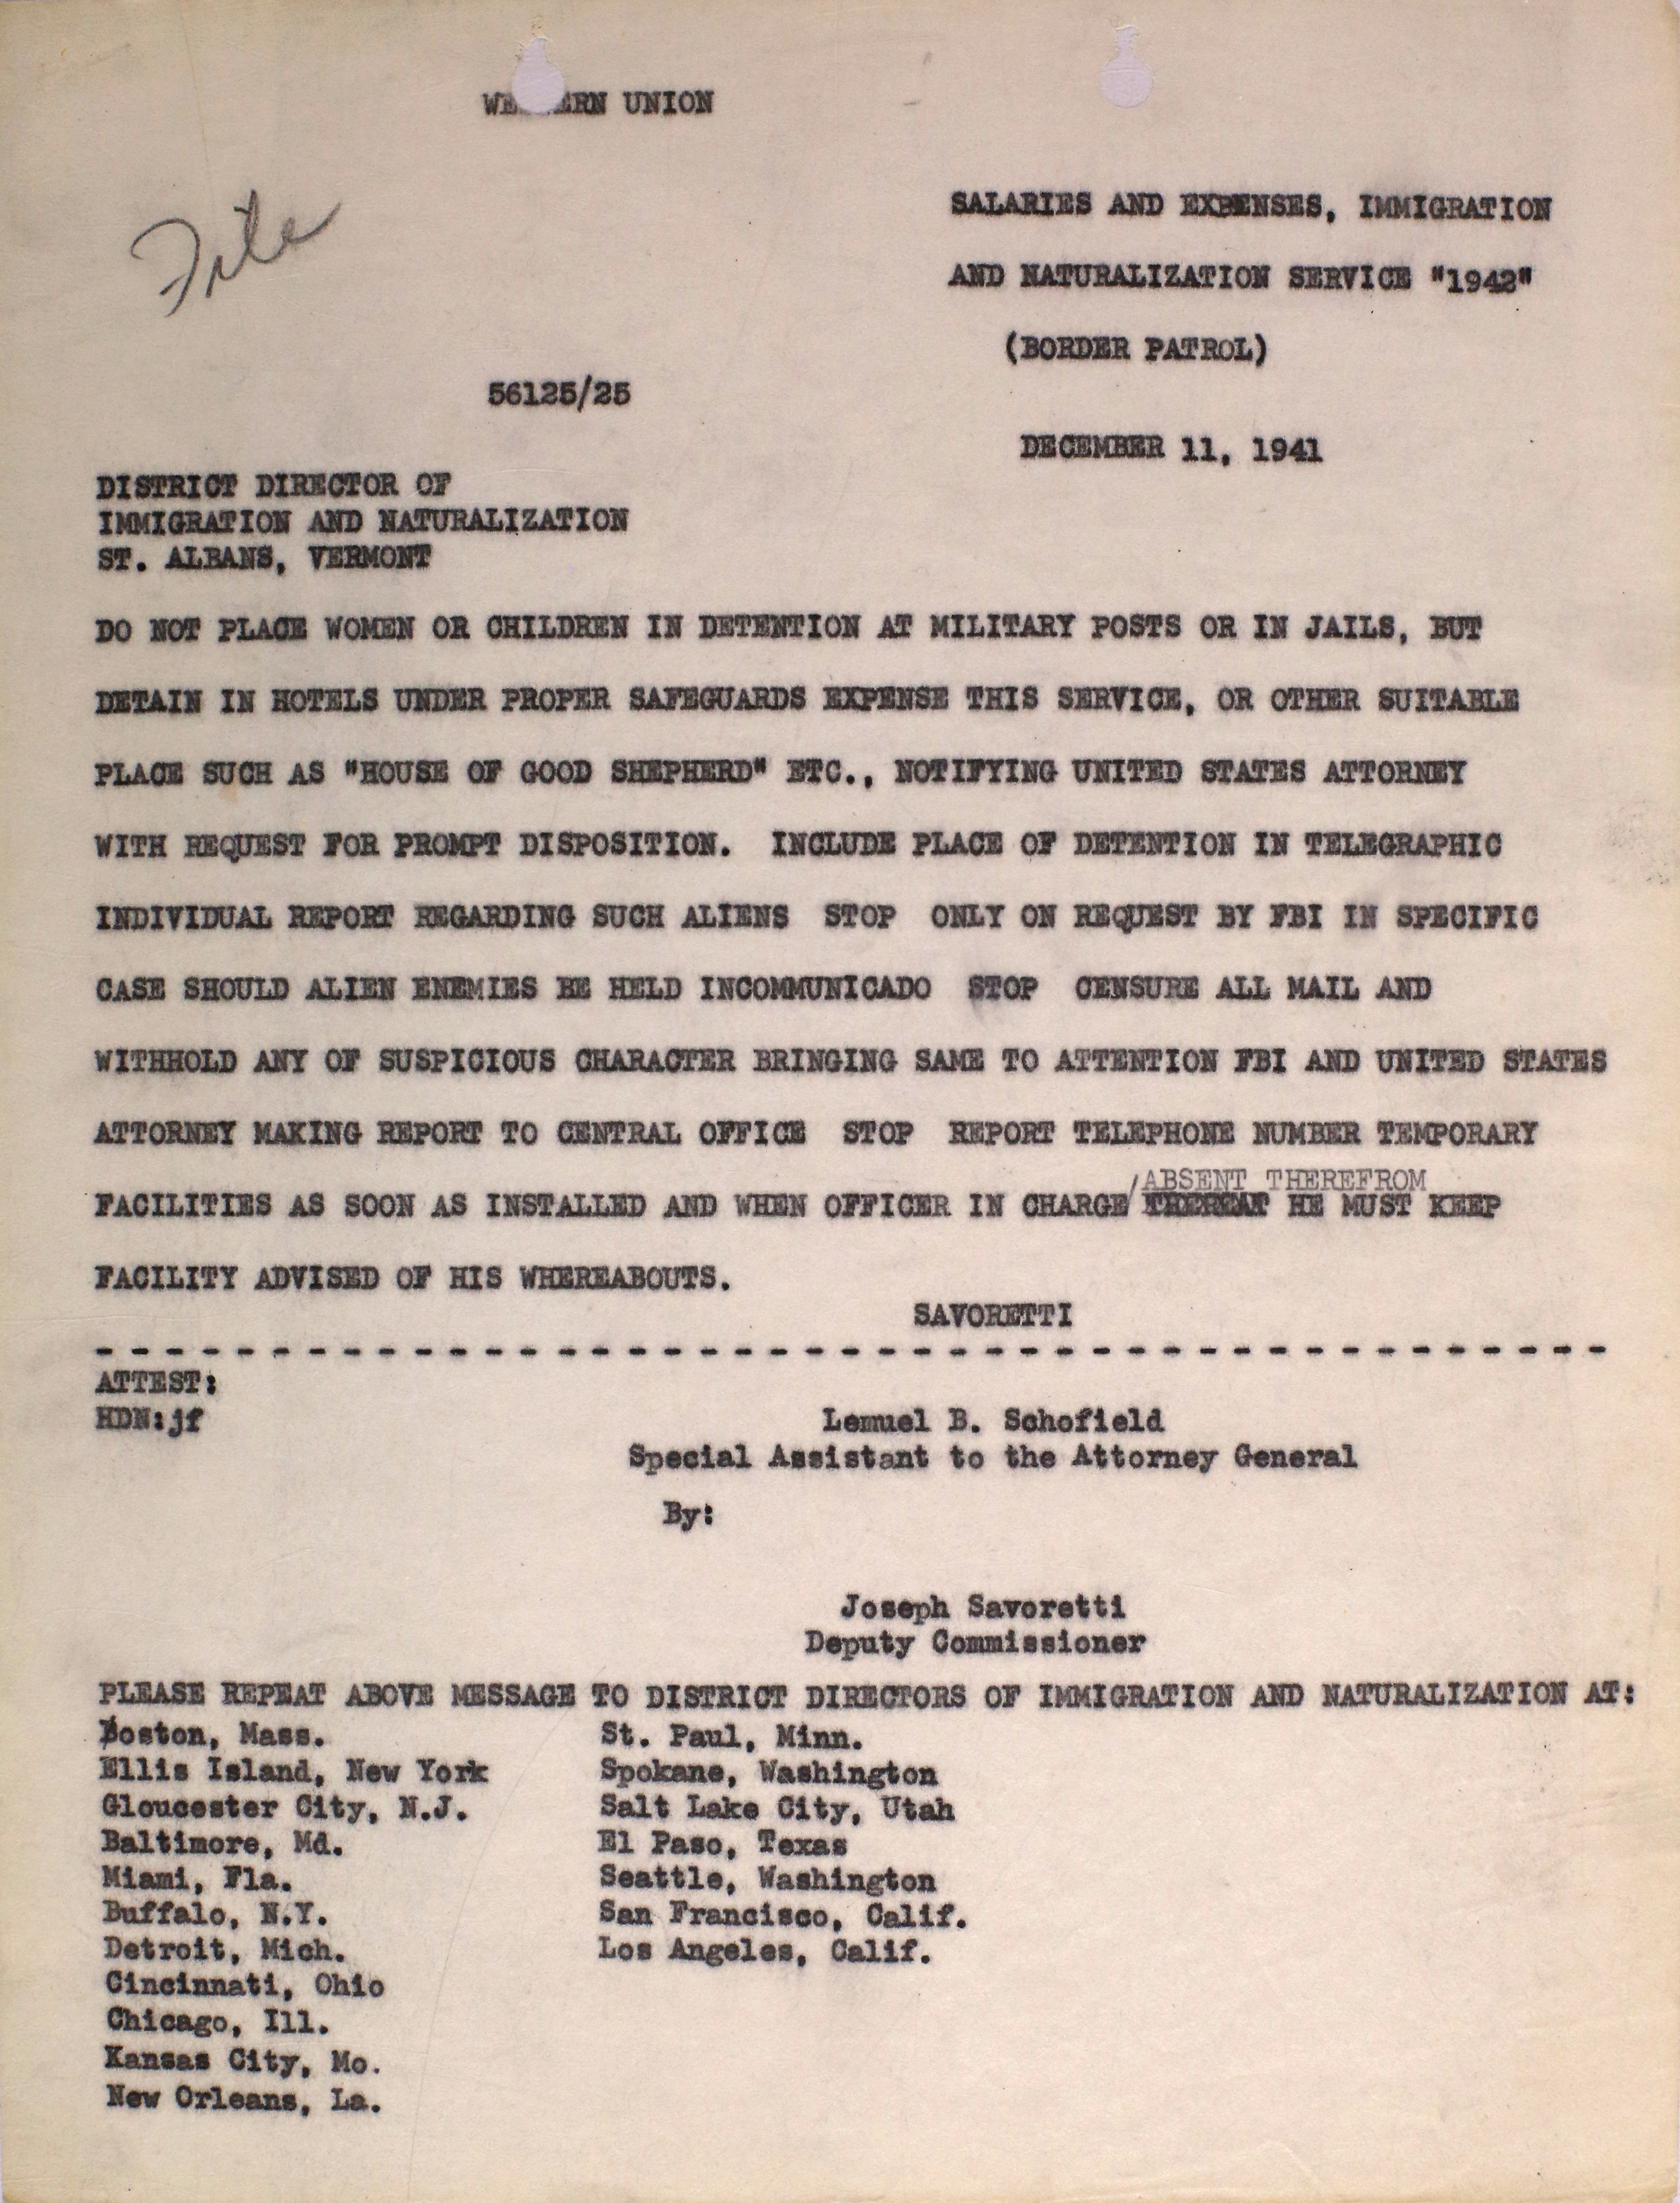 WESTERN UNION
File
SALARIES AND EXPENSES, IMMIGRATION
AND NATURALIZATION SERVICE "1942"
(BORDER PATROL)
56125/25
DECEMBER 11, 1941
DISTRICT DIRECTOR OF
IMMIGRATION AND NATURALIZATION
ST. ALBANS, VERMONT
DO NOT PLACE WOMEN OR CHILDREN IN DETENTION AT MILITARY POSTS OR IN JAILS, BUT
DETAIN IN HOTELS UNDER PROPER SAFEGUARDS EXPENSE THIS SERVICE, OR OTHER SUITABLE
PLACE SUCH AS "HOUSE OF GOOD SHEPHERD" ETC., NOTIFYING UNITED STATES ATTORNEY
WITH REQUEST FOR PROMPT DISPOSITION. INCLUDE PLACE OF DETENTION IN TELEGRAPHIC
INDIVIDUAL REPORT REGARDING SUCH ALIENS STOP ONLY ON REQUEST BY FBI IN SPECIFIC
CASE SHOULD ALIEN ENEMIES BE HELD INCOMMUNICADO STOP CENSURE ALL MAIL AND
WITHHOLD ANY OF SUSPICIOUS CHARACTER BRINGING SAME TO ATTENTION FBI AND UNITED STATES
ATTORNEY MAKING REPORT TO CENTRAL OFFICE STOP REPORT TELEPHONE NUMBER TEMPORARY
/ABSENT THEREFROM
FACILITIES AS SOON AS INSTALLED AND WHEN OFFICER IN CHARGE THEREAT HE MUST KEEP
FACILITY ADVISED OF HIS WHEREABOUTS.
SAVORETTI
ATTEST:
HDN:jf
Lemuel B. Schofield
Special Assistant to the Attorney General
By:
Joseph Savoretti
Deputy Commissioner
PLEASE REPEAT ABOVE MESSAGE TO DISTRICT DIRECTORS OF IMMIGRATION AND NATURALIZATION AT:
Boston, Mass.
Ellis Island, New York
Gloucester City, N.J.
Baltimore, Md.
Miami, Fla.
Buffalo, N.Y.
Detroit, Mich.
Cincinnati, Ohio
Chicago, Ill.
Kansas City, Mo.
New Orleans, La.
St. Paul, Minn.
Spokane, Washington
Salt Lake City, Utah
El Paso, Texas
Seattle, Washington
San Francisco, Calif.
Los Angeles, Calif.